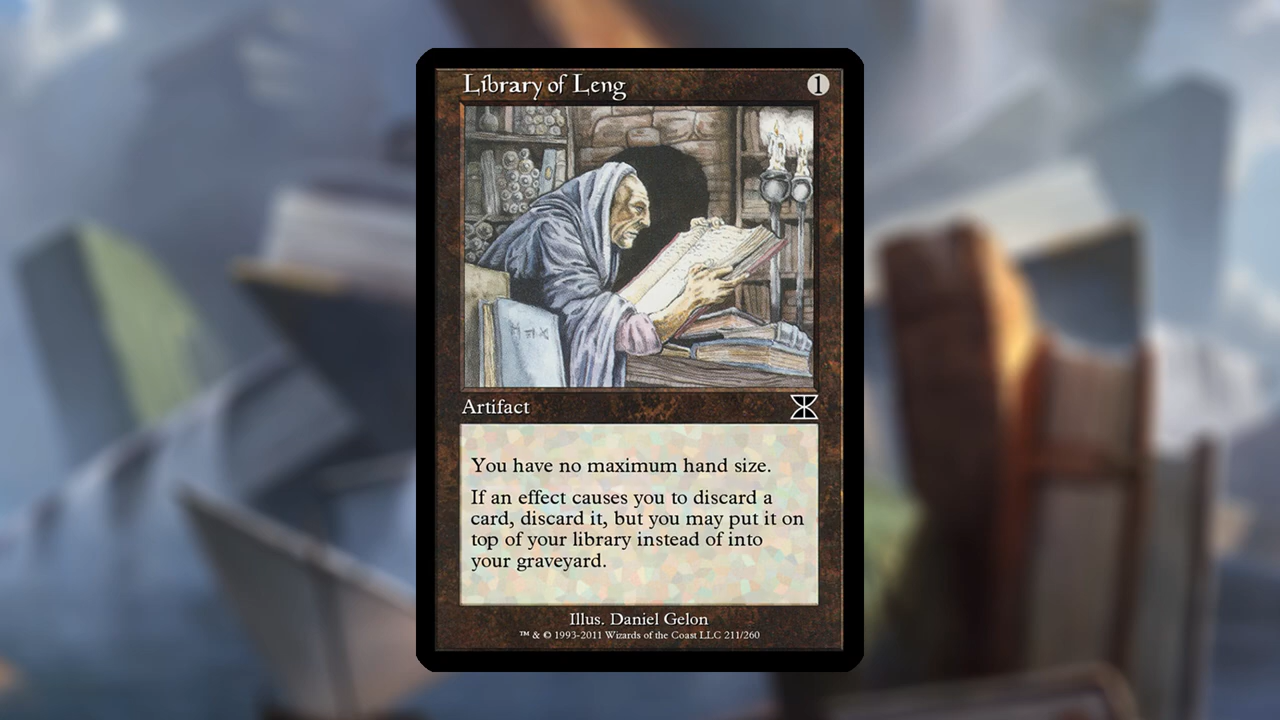 Library of Leng 1
Artifact
You have no maximum hand size.
If an effect causes you to discard a
card, discard it, but you may put it on
top of your library instead of into
your graveyard.
Illus. Daniel Gelon
™ & © 1993-2011 Wizards of the Coast LLC 211/260